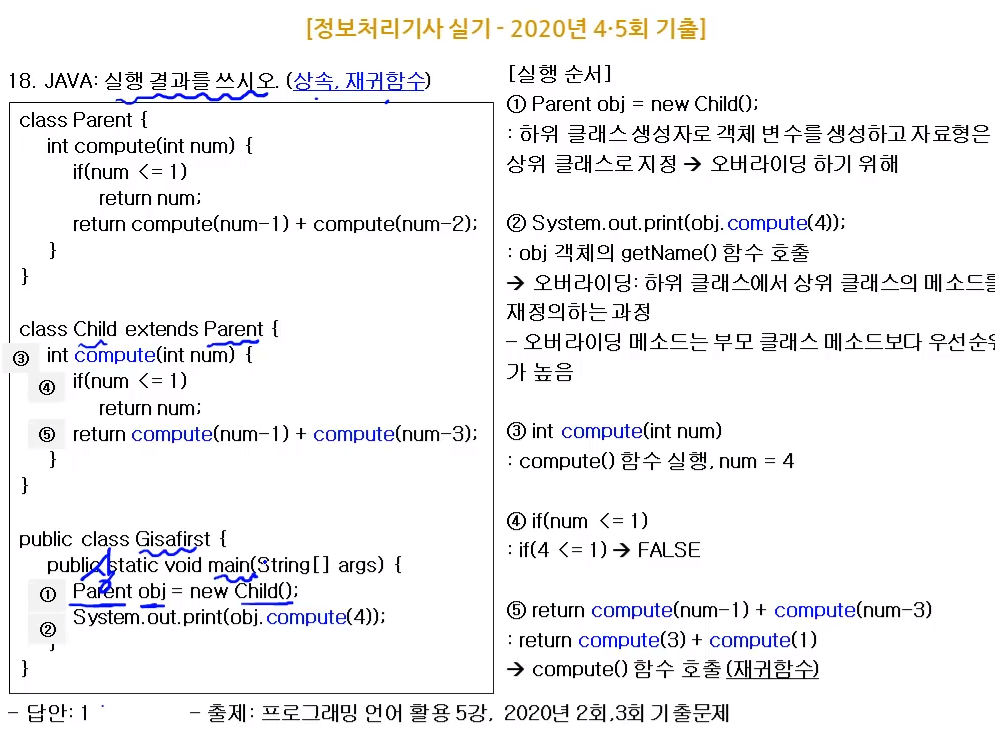 [정보처리기사 실기 - 2020년 4·5회 기출]
18. JAVA: 실행 결과를 쓰시오. (상속, 재귀함수)
class Parent {
int compute(int num) {
if(num <= 1)
return num;
return compute(num-1) + compute(num-2);
}
}
class Child extends Parent {
③ int compute(int num) {
④ if(num <= 1)
return num;
⑤ return compute(num-1) + compute(num-3);
}
}
public class Gisafirst {
public static void main(String[] args) {
상
① Parent obj = new Child();
② System.out.print(obj.compute(4));
}
}
- 답안: 1
- 출제: 프로그래밍 언어 활용 5강, 2020년 2회,3회 기출문제
[실행 순서]
① Parent obj = new Child();
: 하위 클래스 생성자로 객체 변수를 생성하고 자료형은
상위 클래스로 지정 → 오버라이딩 하기 위해
② System.out.print(obj.compute(4));
: obj 객체의 getName() 함수 호출
→ 오버라이딩: 하위 클래스에서 상위 클래스의 메소드를
재정의하는 과정
- 오버라이딩 메소드는 부모 클래스 메소드보다 우선순위
가 높음
③ int compute(int num)
: compute() 함수 실행, num = 4
④ if(num <= 1)
: if(4 <= 1) → FALSE
⑤ return compute(num-1) + compute(num-3)
: return compute(3) + compute(1)
→ compute() 함수 호출 (재귀함수)